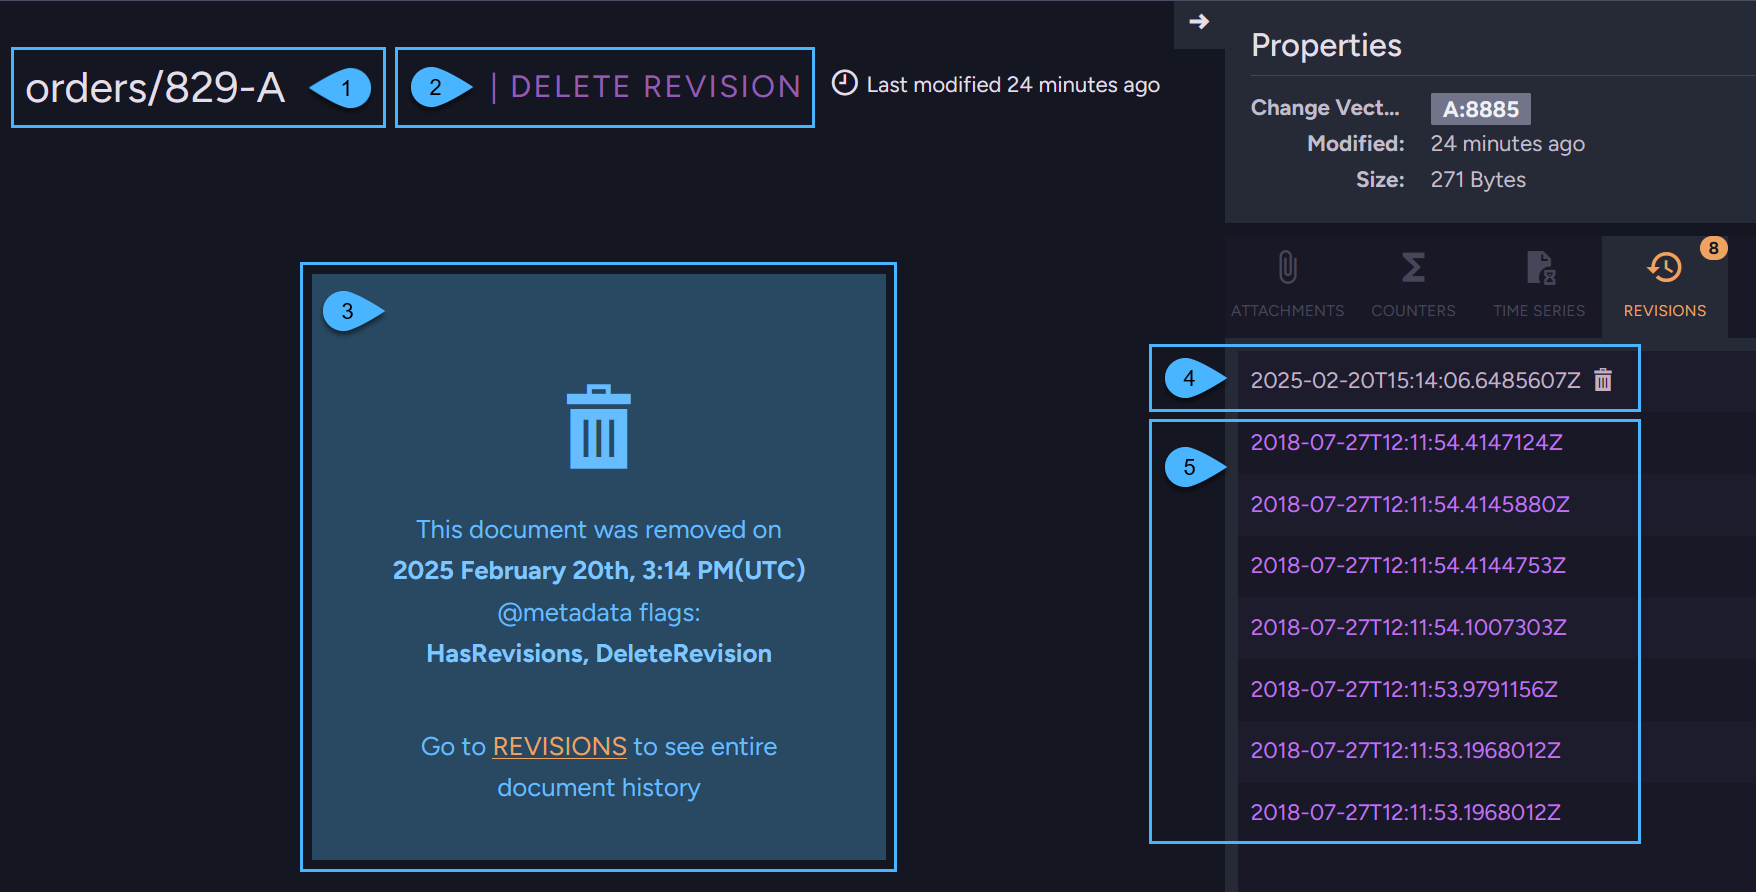 orders/829-A
1
2
| DELETE REVISION
Last modified 24 minutes ago
3
This document was removed on
2025 February 20th, 3:14 PM(UTC)
@metadata flags:
HasRevisions, DeleteRevision
Go to REVISIONS to see entire
document history
Properties
Change Vect... A:8885
Modified: 24 minutes ago
Size: 271 Bytes
ATTACHMENTS
COUNTERS
TIME SERIES
8
REVISIONS
4
2025-02-20T15:14:06.6485607Z
5
2018-07-27T12:11:54.4147124Z
2018-07-27T12:11:54.4145880Z
2018-07-27T12:11:54.4144753Z
2018-07-27T12:11:54.1007303Z
2018-07-27T12:11:53.9791156Z
2018-07-27T12:11:53.1968012Z
2018-07-27T12:11:53.1968012Z